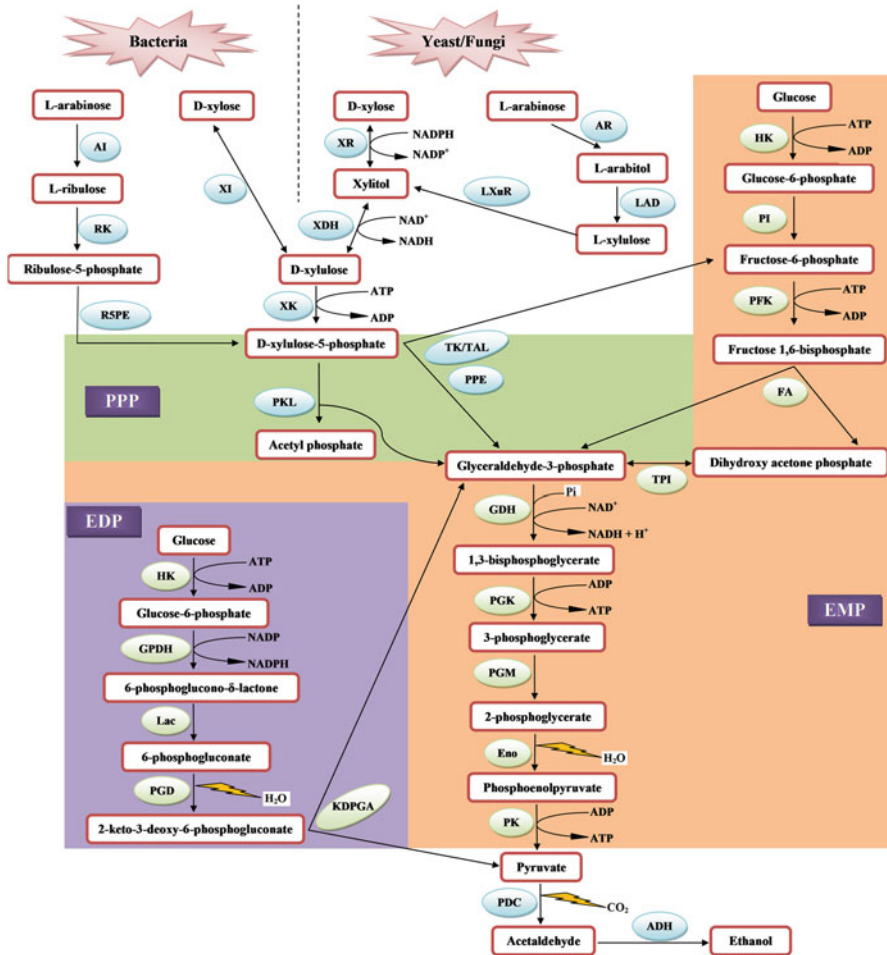 Bacteria
Yeast/Fungi
L-arabinose
D-xylose
D-xylose
L-arabinose
Glucose
AI
XI
XR
NADPH
NADP⁺
AR
HK
ATP
ADP
L-ribulose
Xylitol
LXuR
L-arabitol
LAD
Glucose-6-phosphate
RK
XDH
NAD⁺
NADH
L-xylulose
PI
Ribulose-5-phosphate
D-xylulose
Fructose-6-phosphate
R5PE
XK
ATP
ADP
PFK
ATP
ADP
D-xylulose-5-phosphate
TK/TAL
PPE
Fructose 1,6-bisphosphate
PPP
PKL
FA
Acetyl phosphate
Glyceraldehyde-3-phosphate
TPI
Dihydroxy acetone phosphate
EDP
GDH
Pi
NAD⁺
NADH + H⁺
Glucose
HK
ATP
ADP
1,3-bisphosphoglycerate
Glucose-6-phosphate
PGK
ADP
ATP
EMP
GPDH
NADP
NADPH
3-phosphoglycerate
6-phosphoglucono-δ-lactone
PGM
Lac
2-phosphoglycerate
6-phosphogluconate
Eno
H₂O
PGD
H₂O
Phosphoenolpyruvate
KDPGA
2-keto-3-deoxy-6-phosphogluconate
PK
ADP
ATP
Pyruvate
PDC
CO₂
Acetaldehyde
ADH
Ethanol